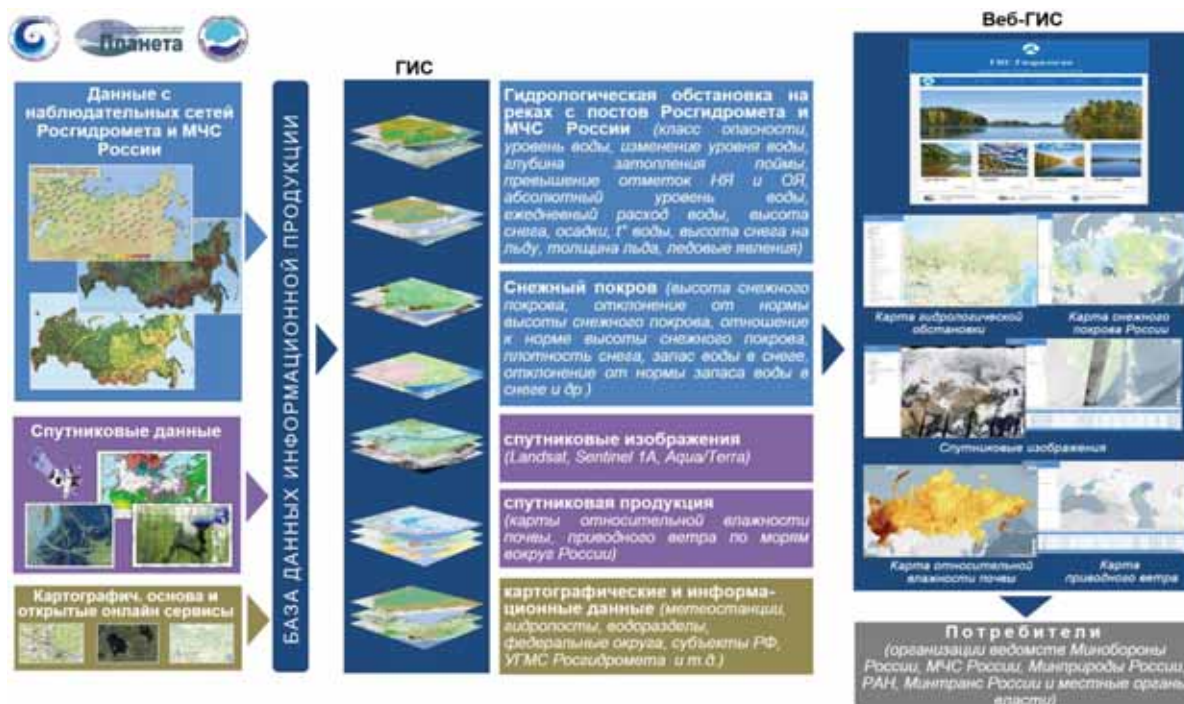 Планета
Данные с
наблюдательных сетей
Росгидромета и МЧС
России
Спутниковые данные
Картографич. основа и
открытые онлайн сервисы
БАЗА ДАННЫХ ИНФОРМАЦИОННОЙ ПРОДУКЦИИ
ГИС
Гидрологическая обстановка на
реках с постов Росгидромета и
МЧС России (класс опасности,
уровень воды, изменение уровня воды,
глубина затопления поймы,
превышение отметок НЯ и ОЯ,
абсолютный уровень воды,
ежедневный расход воды, высота
снега, осадки, t° воды, высота снега на
льду, толщина льда, ледовые явления)
Снежный покров (высота снежного
покрова, отклонение от нормы
высоты снежного покрова, отношение
к норме высоты снежного покрова,
плотность снега, запас воды в снеге,
отклонение от нормы запаса воды в
снеге и др.)
спутниковые изображения
(Landsat, Sentinel 1A, Aqua/Terra)
спутниковая продукция
(карты относительной влажности
почвы, приводного ветра по морям
вокруг России)
картографические и информа-
ционные данные (метеостанции,
гидропосты, водоразделы,
федеральные округа, субъекты РФ,
УГМС Росгидромета и т.д.)
Веб-ГИС
Карта гидрологической
обстановки
Карта снежного
покрова России
Спутниковые изображения
Карта относительной
влажности почвы
Карта
приводного ветра
Потребители
(организации ведомств Минобороны
России, МЧС России, Минприроды России,
РАН, Минтранс России и местные органы
власти)